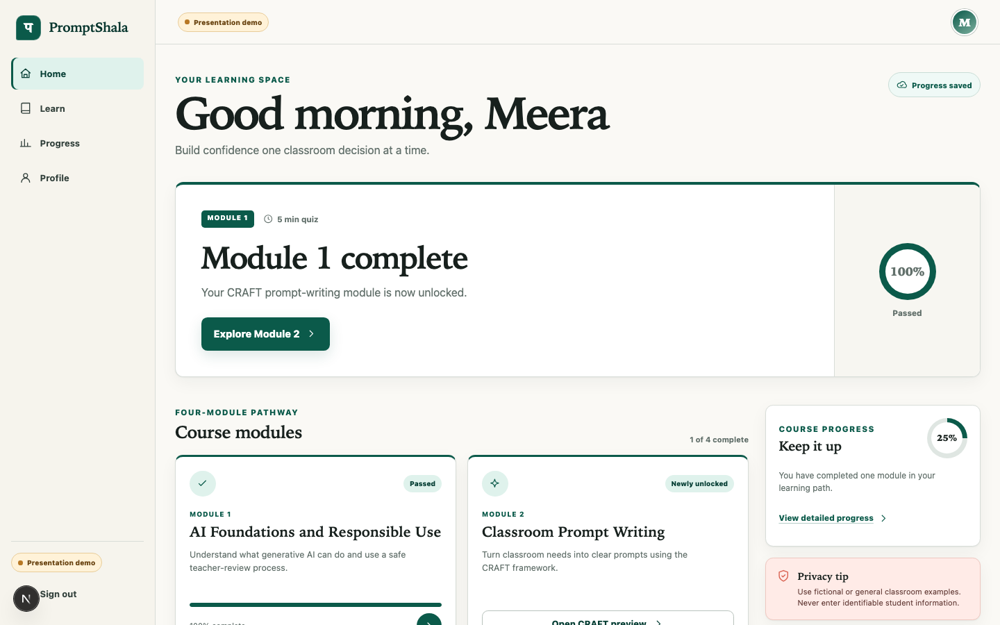 प PromptShala
Home
Learn
Progress
Profile
Presentation demo
N Sign out
Presentation demo
M
YOUR LEARNING SPACE
Good morning, Meera
Build confidence one classroom decision at a time.
Progress saved
MODULE 1
5 min quiz
Module 1 complete
Your CRAFT prompt-writing module is now unlocked.
Explore Module 2
100%
Passed
FOUR-MODULE PATHWAY
Course modules
1 of 4 complete
Passed
MODULE 1
AI Foundations and Responsible Use
Understand what generative AI can do and use a safe
teacher-review process.
100% complete
Newly unlocked
MODULE 2
Classroom Prompt Writing
Turn classroom needs into clear prompts using the
CRAFT framework.
Open CRAFT preview
COURSE PROGRESS
Keep it up
25%
You have completed one module in your
learning path.
View detailed progress
Privacy tip
Use fictional or general classroom examples.
Never enter identifiable student information.